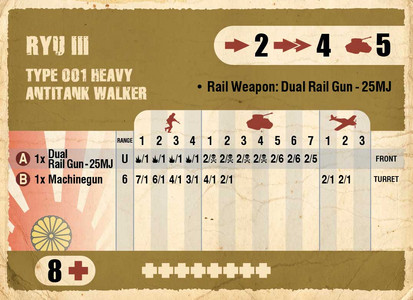 RYU III
2 4 5
TYPE 001 HEAVY
ANTITANK WALKER
• Rail Weapon: Dual Rail Gun - 25MJ
RANGE 1 2 3 4 1 2 3 4 5 6 7 1 2 3
A 1x Dual Rail Gun - 25MJ U /1 /1 /1 /1 2/ 2/ 2/ 2/ 2/6 2/6 2/5 FRONT
B 1x Machinegun 6 7/1 6/1 4/1 3/1 4/1 2/1 2/1 2/1 TURRET
8